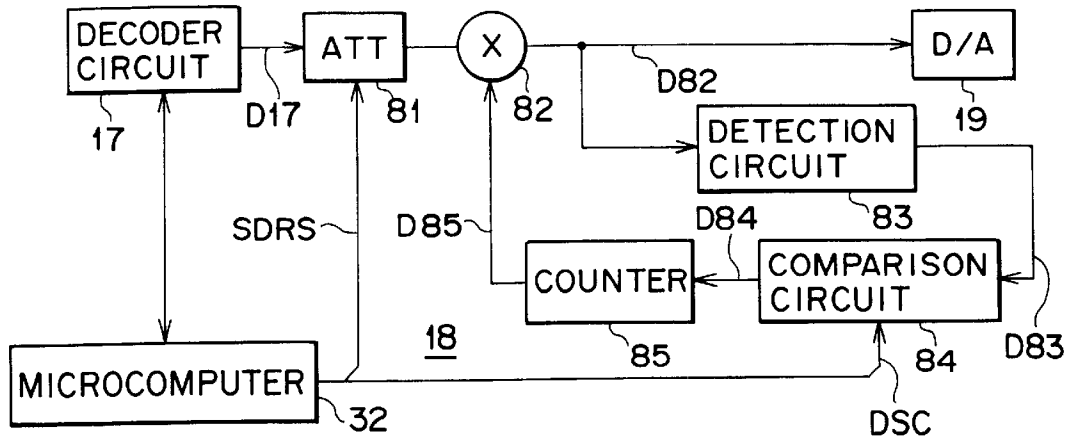 DECODER
CIRCUIT
17
D17
ATT
81
X
82
D82
D/A
19
DETECTION
CIRCUIT
83
SDRS
D85
D84
COUNTER
85
COMPARISON
CIRCUIT
84
D83
18
MICROCOMPUTER
32
DSC